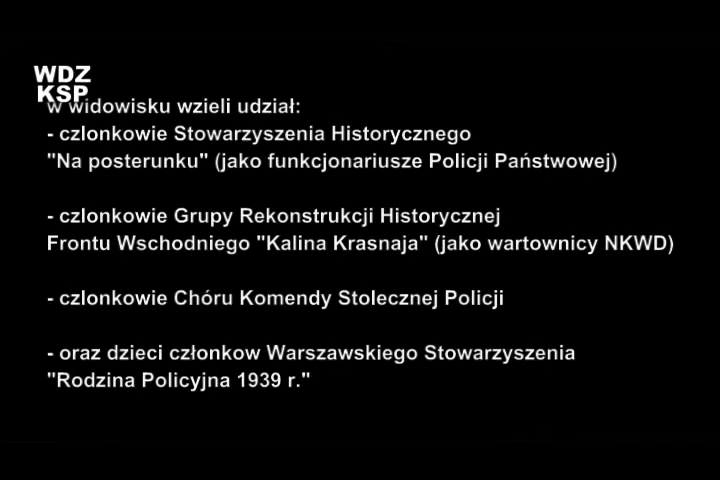 WDZ
KSP
w widowisku wzieli udział:
- czlonkowie Stowarzyszenia Historycznego
"Na posterunku" (jako funkcjonariusze Policji Państwowej)
- czlonkowie Grupy Rekonstrukcji Historycznej
Frontu Wschodniego "Kalina Krasnaja" (jako wartownicy NKWD)
- czlonkowie Chóru Komendy Stolecznej Policji
- oraz dzieci członkow Warszawskiego Stowarzyszenia
"Rodzina Policyjna 1939 r."